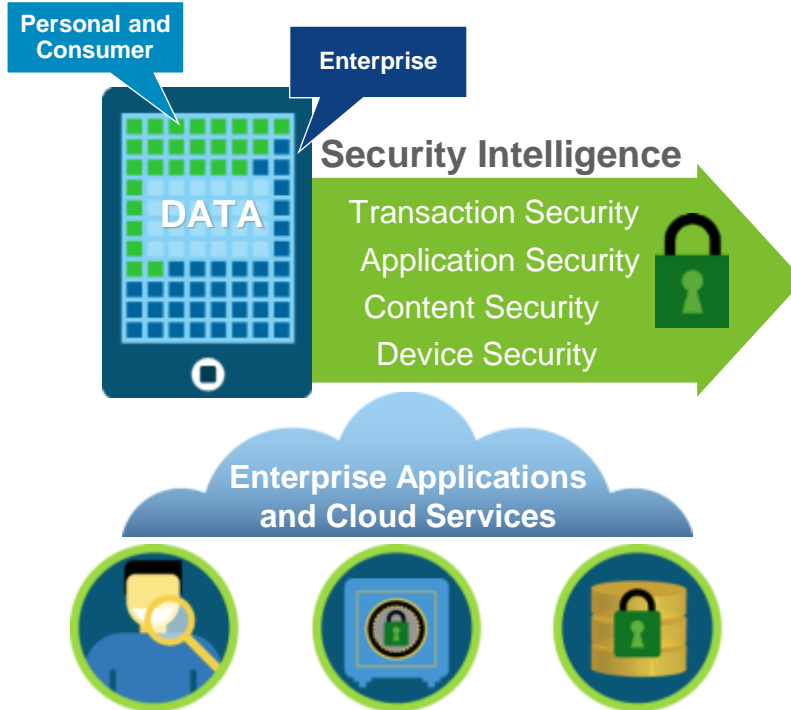 Personal and
Consumer
Enterprise
Security Intelligence
DATA
Transaction Security
Application Security
Content Security
Device Security
Enterprise Applications
and Cloud Services